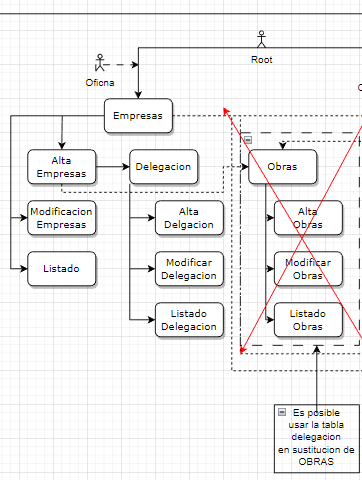 Root
Oficna
Empresas
Alta
Empresas
Delegacion
Obras
Modificacion
Empresas
Alta
Delgacion
Alta
Obras
Listado
Modificar
Delegacion
Modificar
Obras
Listado
Delegacion
Listado
Obras
Es posible
usar la tabla
delegacion
en sustitucion de
OBRAS